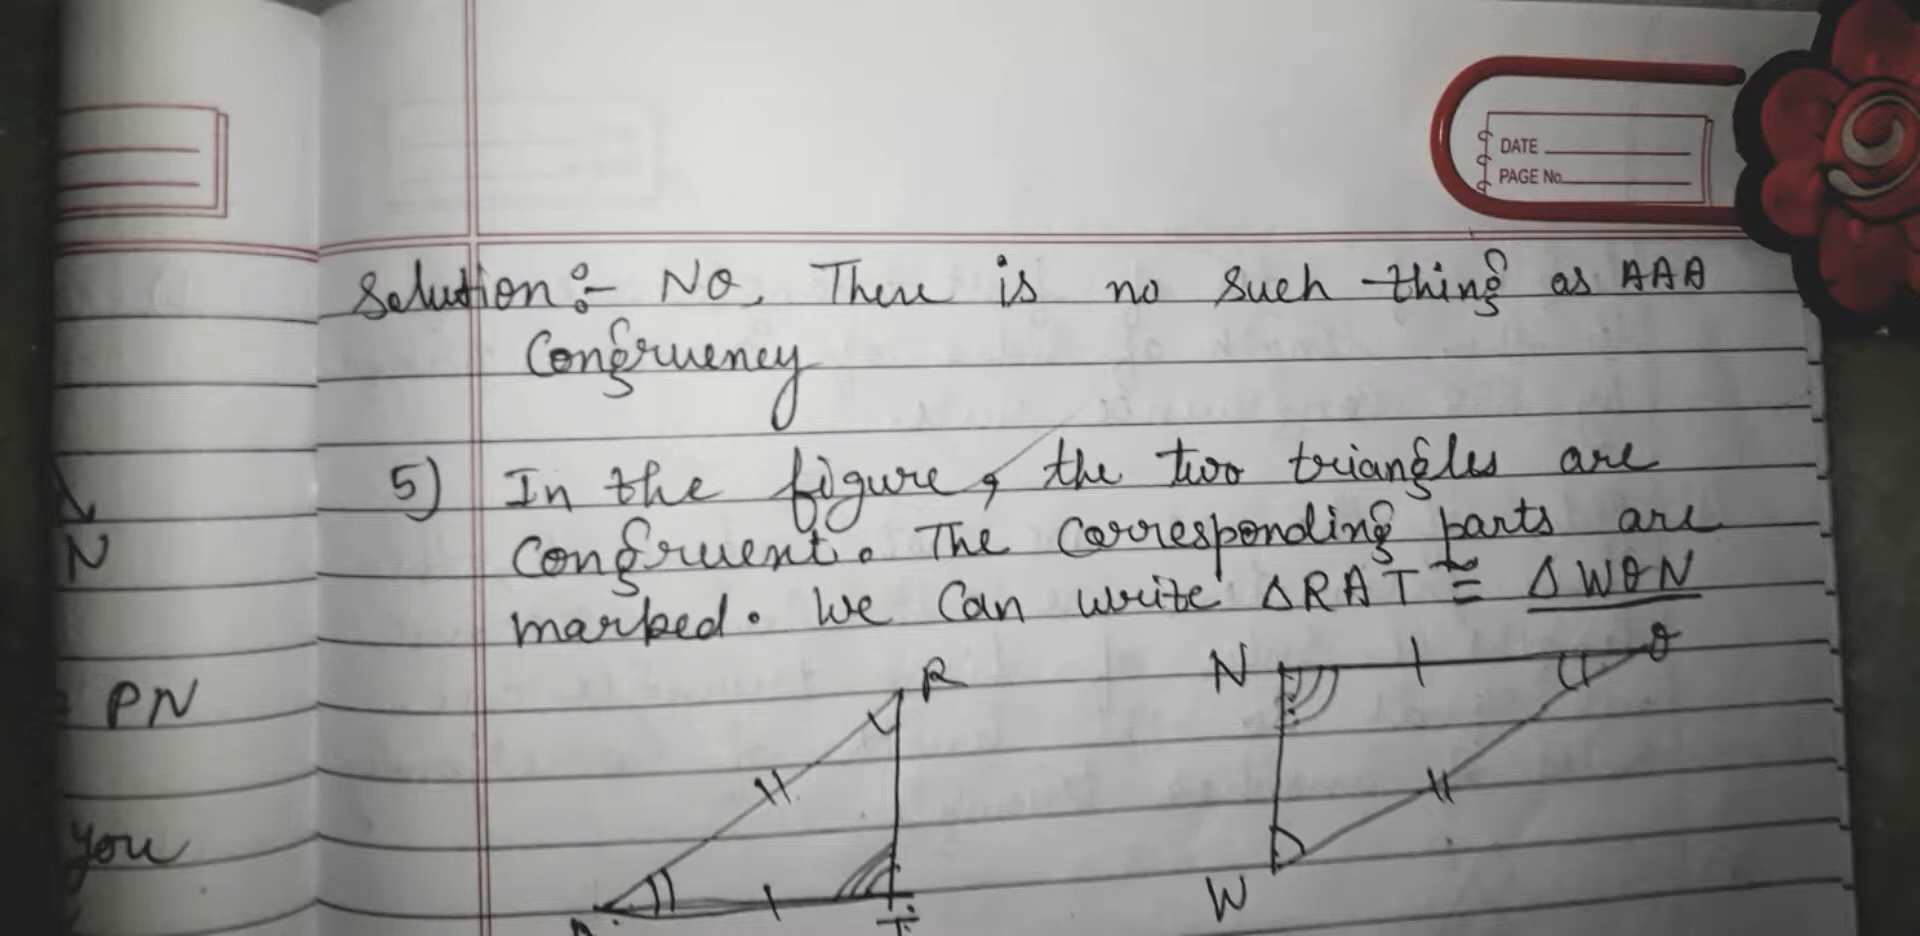 N
PN
you
DATE
PAGE No.
Solution :- No, There is no such thing as AAA
Congruency
5) In the figure, the two triangles are
congruent. The Corresponding parts are
marked. We Can write ΔRAT ≅ ΔWON
R
N O
W
T